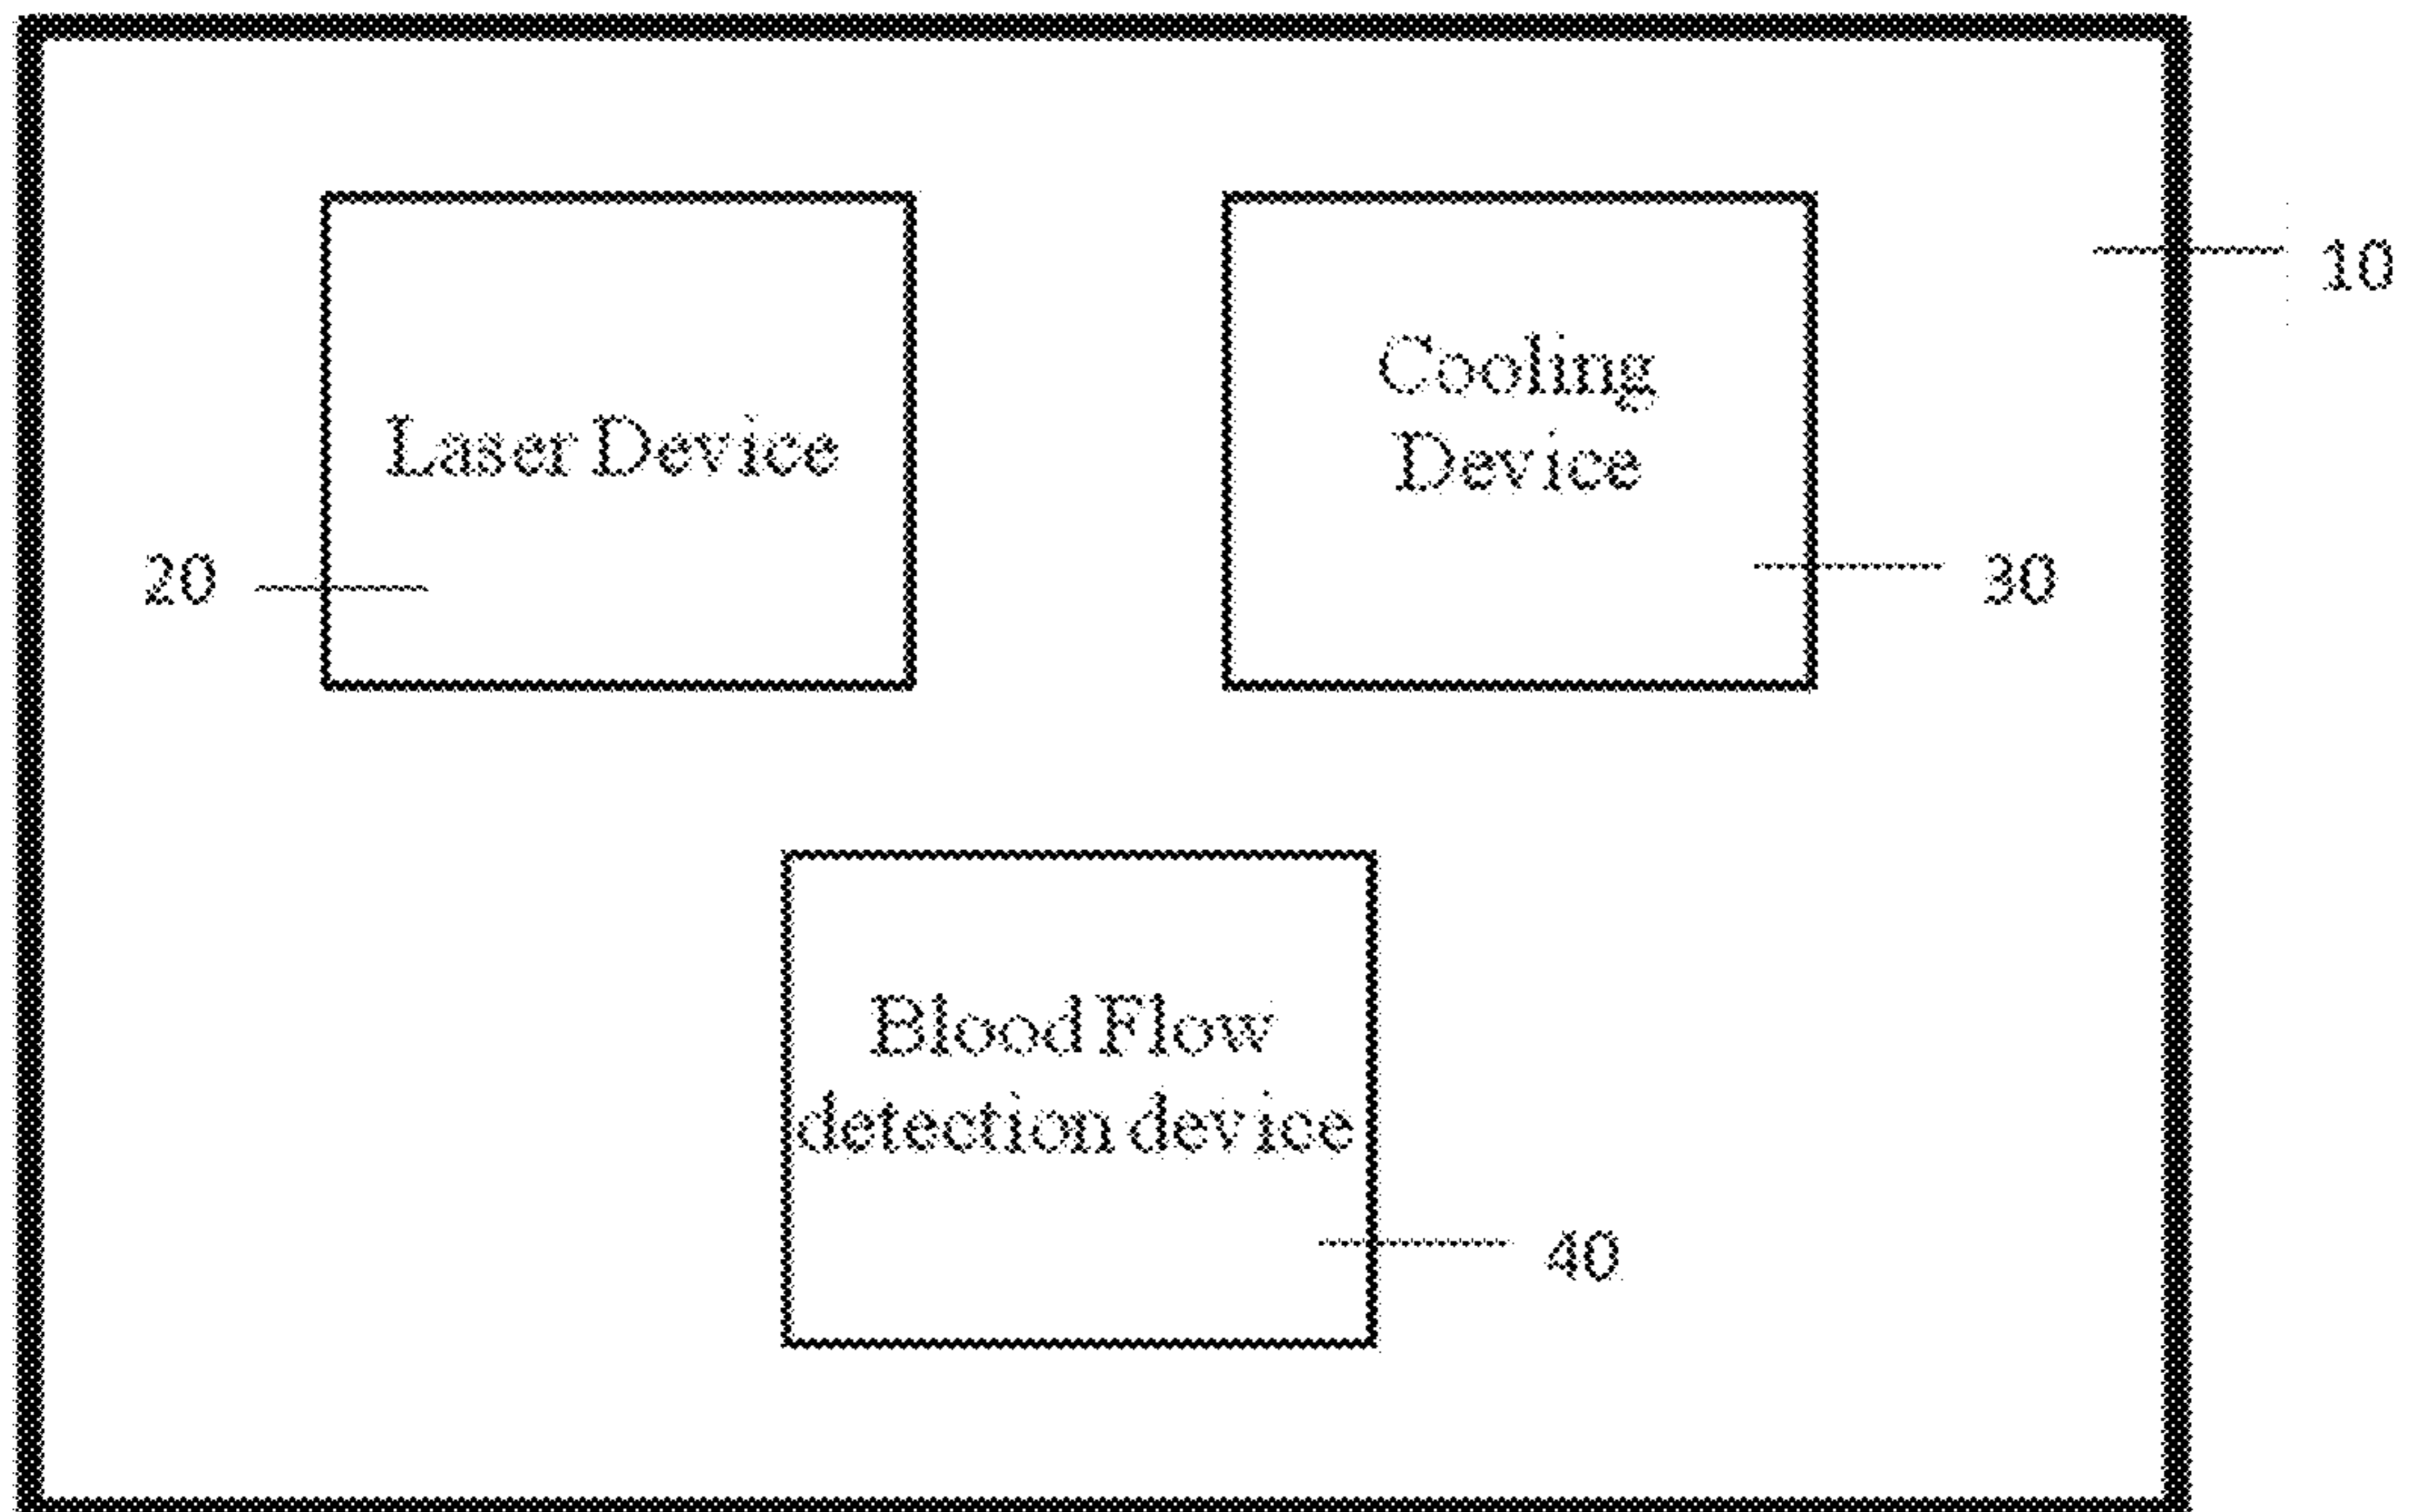 10
Laser Device
Cooling
Device
20
30
Blood Flow
detection device
40